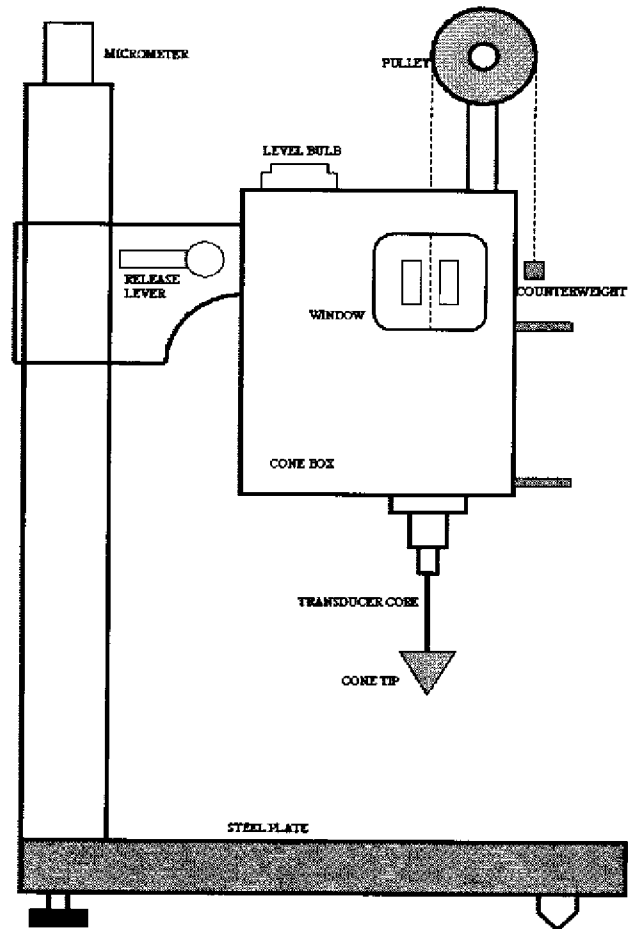 MICROMETER
PULLEY
LEVEL BULB
RELEASE
LEVER
COUNTERWEIGHT
WINDOW
CONE BOX
TRANSDUCER CORE
CONE TIP
STEEL PLATE